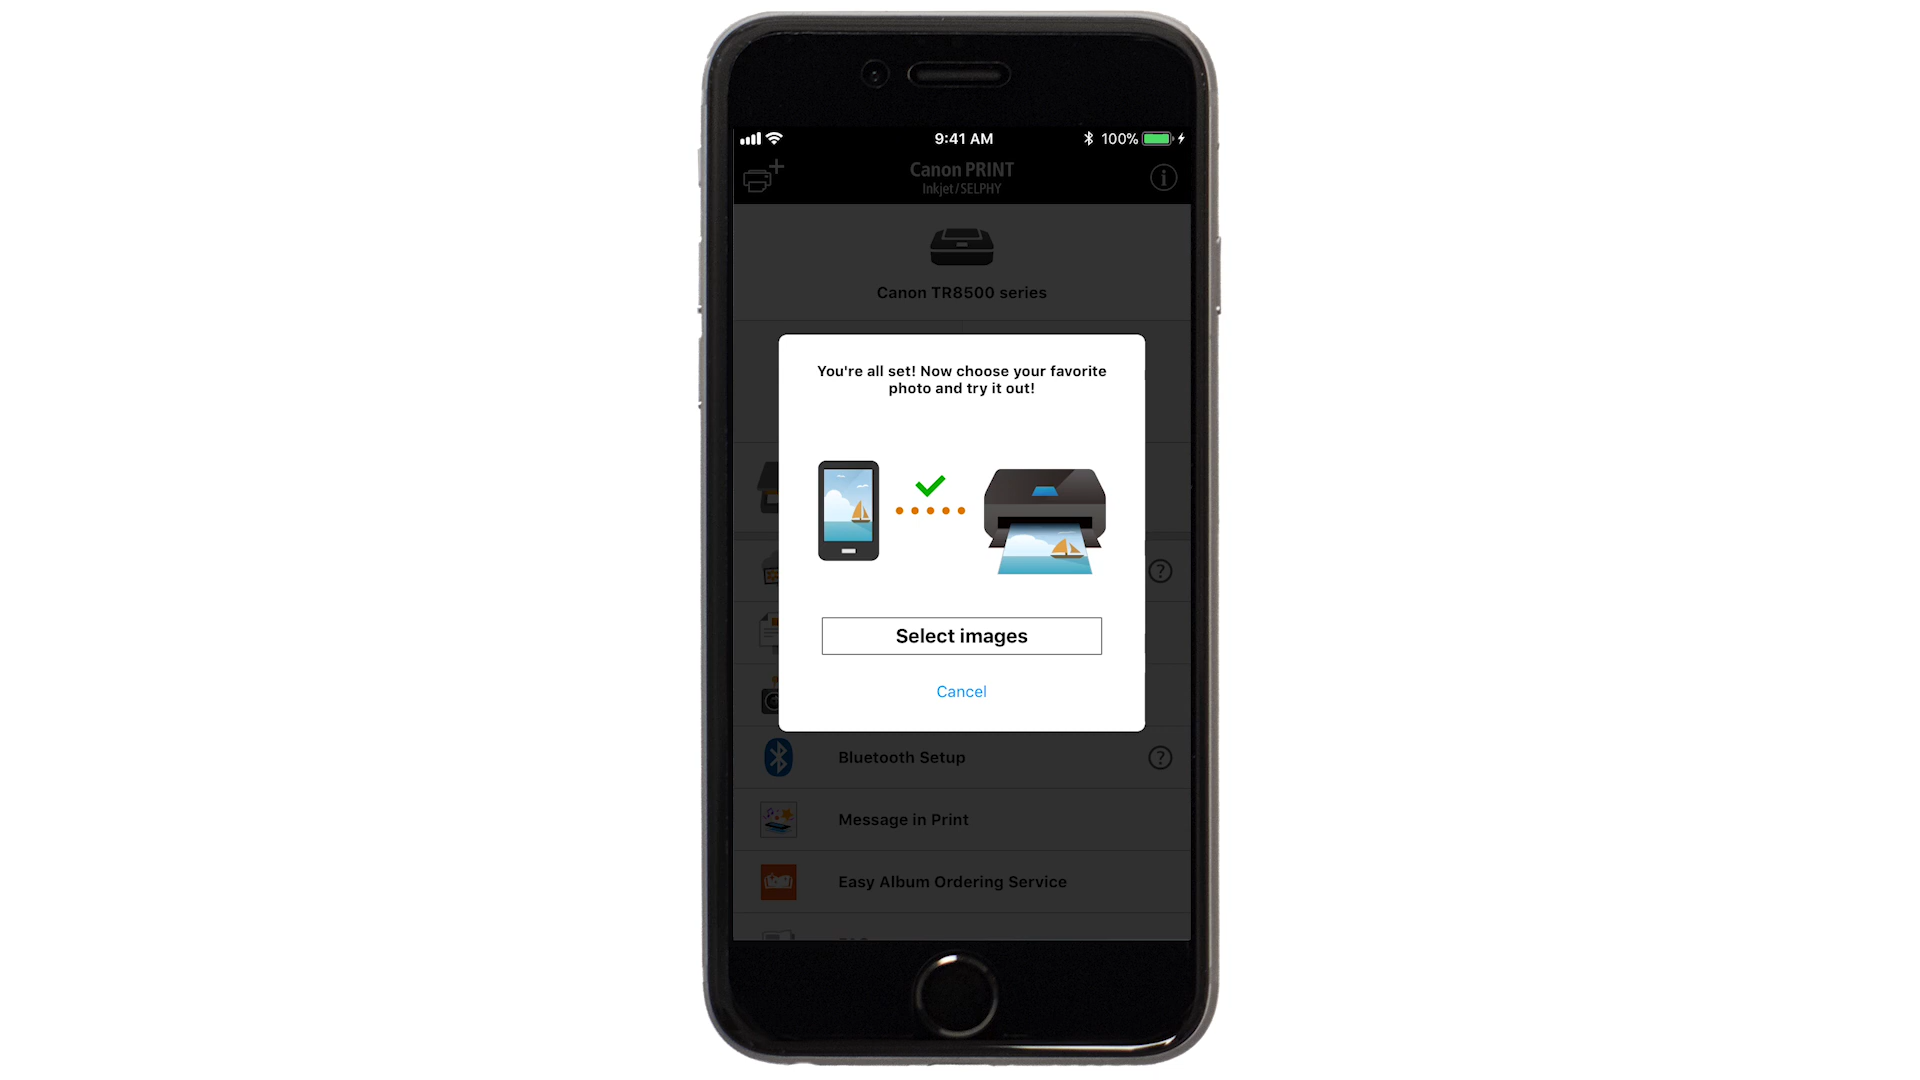 9:41 AM
100%
Canon PRINT
Inkjet/SELPHY
Canon TR8500 series
You're all set! Now choose your favorite
photo and try it out!
Select images
Cancel
Bluetooth Setup
Message in Print
Easy Album Ordering Service